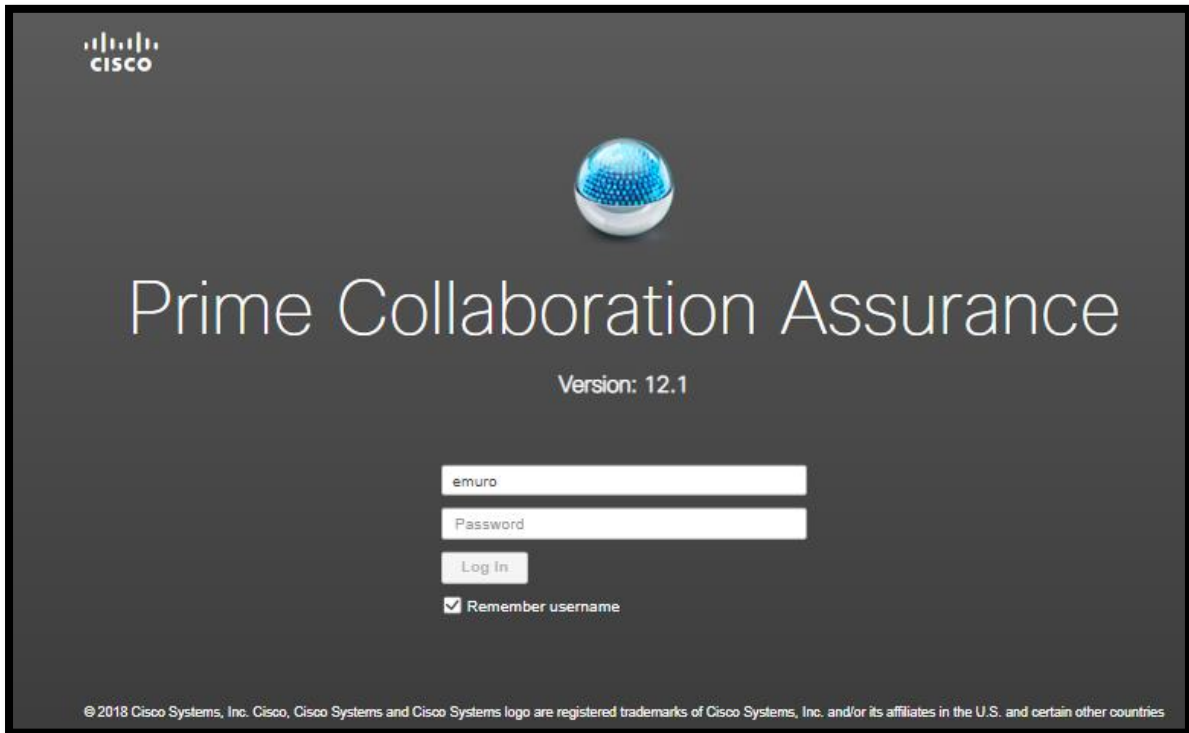 CISCO
Prime Collaboration Assurance
Version: 12.1
emuro
Password
Log In
Remember username
© 2018 Cisco Systems, Inc. Cisco, Cisco Systems and Cisco Systems logo are registered trademarks of Cisco Systems, Inc. and/or its affiliates in the U.S. and certain other countries